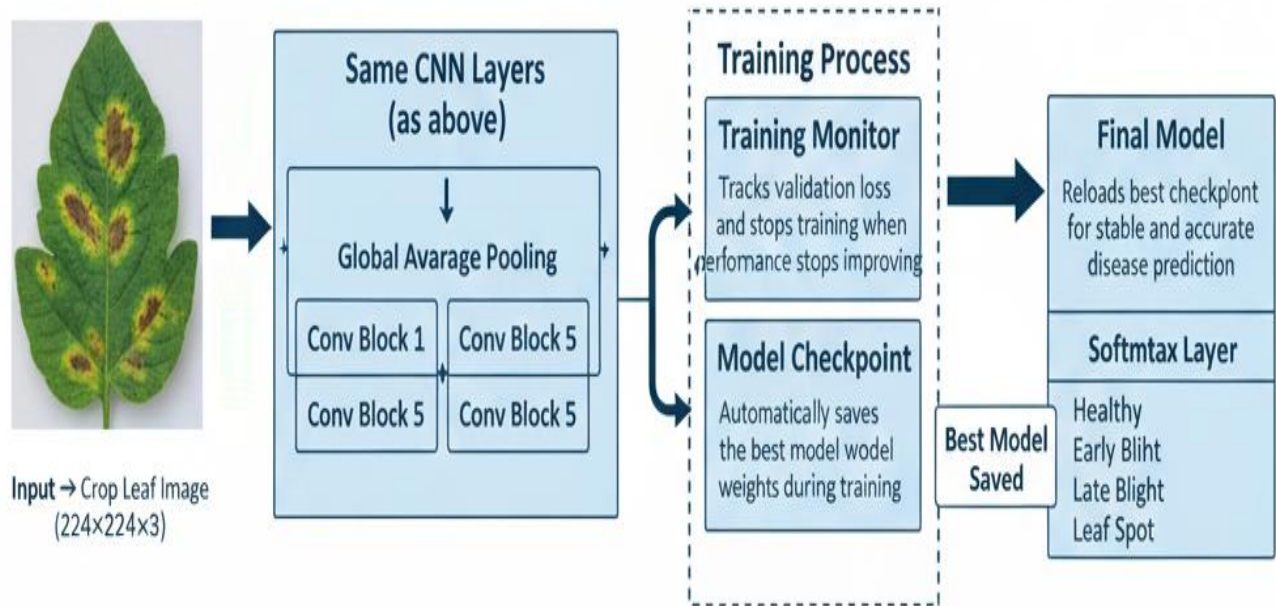 Input → Crop Leaf Image
(224×224×3)
Same CNN Layers
(as above)
Global Avarage Pooling
Conv Block 1
Conv Block 5
Conv Block 5
Conv Block 5
Training Process
Training Monitor
Tracks validation loss
and stops training when
performance stops improving
Model Checkpoint
Automatically saves
the best model wodel
weights during training
Best Model
Saved
Final Model
Reloads best checkplont
for stable and accurate
disease prediction
Softmtax Layer
Healthy
Early Bliht
Late Blight
Leaf Spot